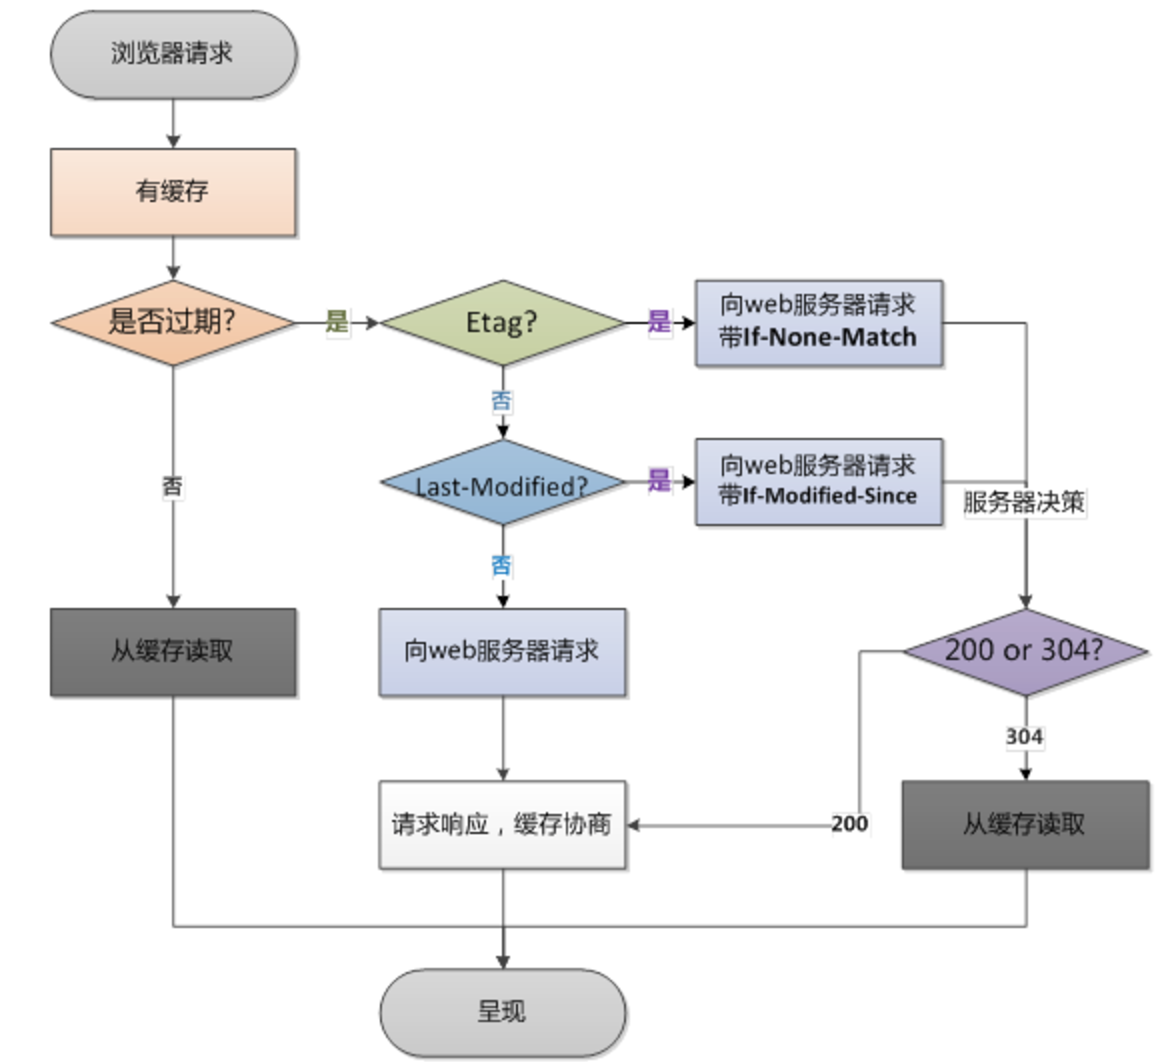 浏览器请求
有缓存
是否过期?
是
Etag?
是
向web服务器请求
带If-None-Match
否
Last-Modified?
是
向web服务器请求
带If-Modified-Since
否
服务器决策
否
从缓存读取
向web服务器请求
200 or 304?
304
请求响应，缓存协商
200
从缓存读取
呈现